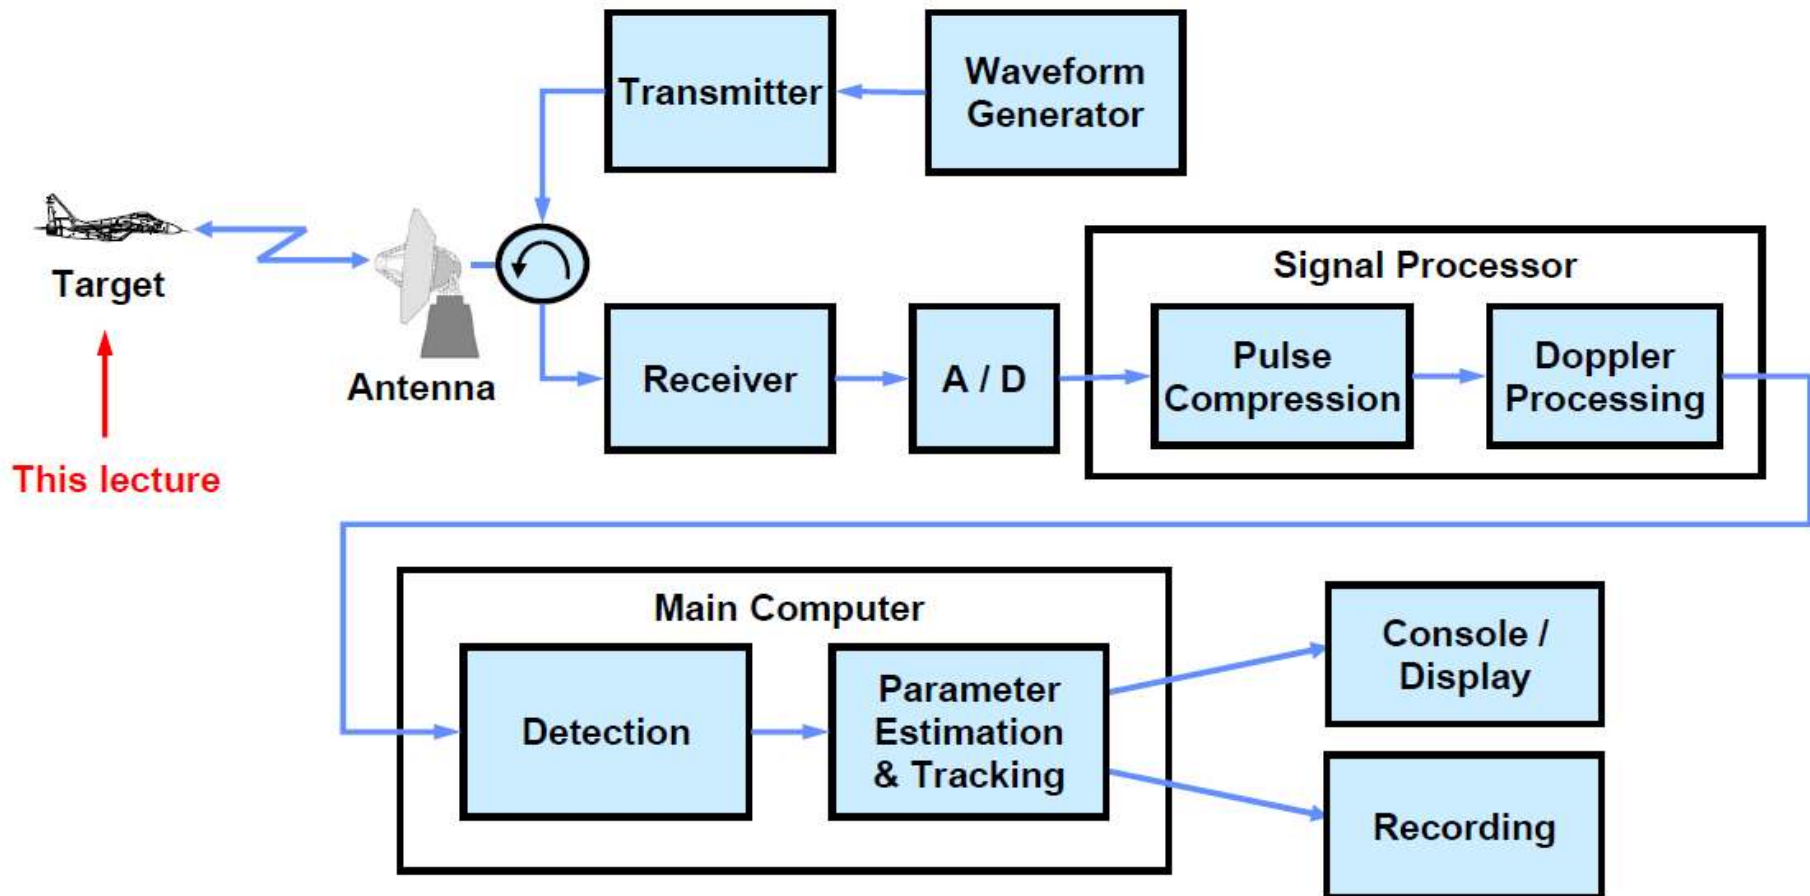 Transmitter
Waveform
Generator
Target
Antenna
This lecture
Receiver
A / D
Signal Processor
Pulse
Compression
Doppler
Processing
Main Computer
Detection
Parameter
Estimation
& Tracking
Console /
Display
Recording